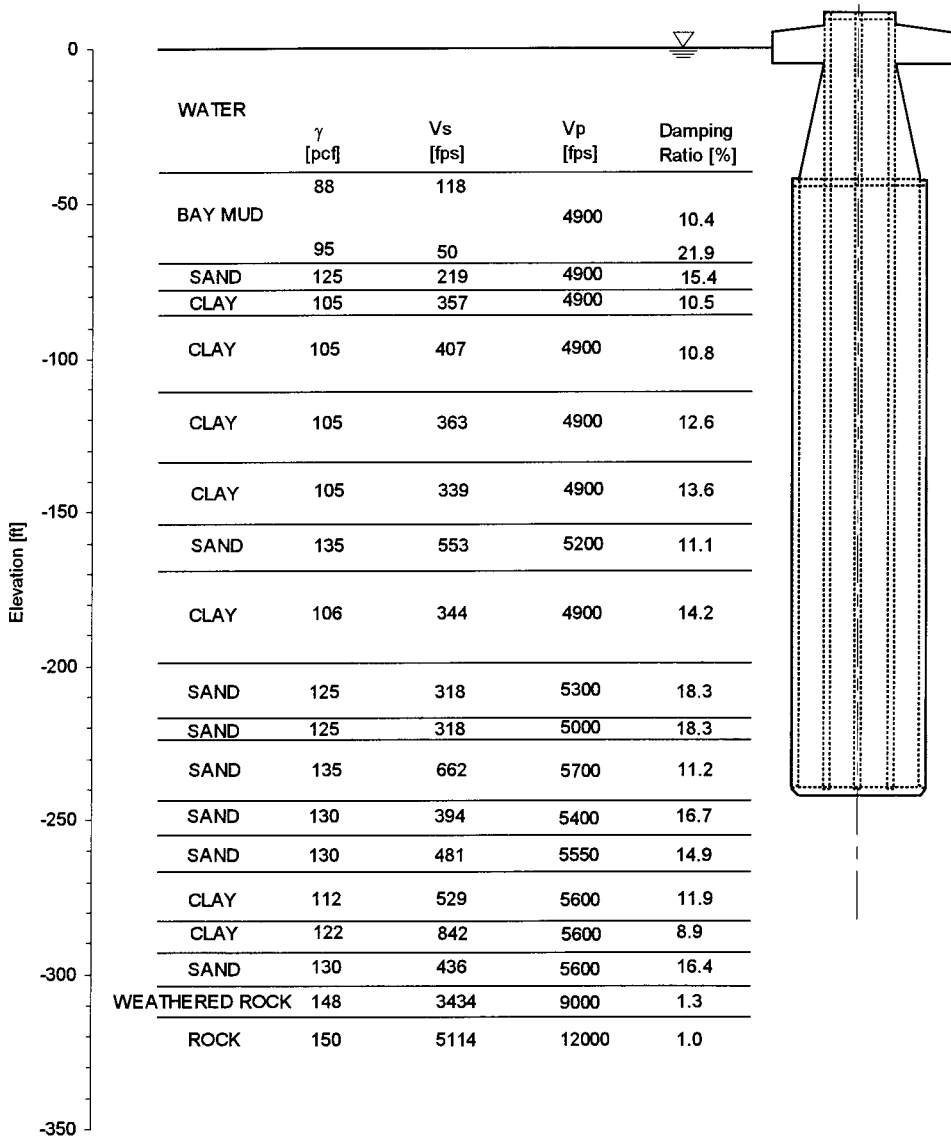 0
WATER
γ Vs Vp Damping
[pcf] [fps] [fps] Ratio [%]
88 118
-50
BAY MUD 4900 10.4
95 50 21.9
SAND 125 219 4900 15.4
CLAY 105 357 4900 10.5
CLAY 105 407 4900 10.8
-100
CLAY 105 363 4900 12.6
CLAY 105 339 4900 13.6
-150
SAND 135 553 5200 11.1
Elevation [ft]
CLAY 106 344 4900 14.2
-200
SAND 125 318 5300 18.3
SAND 125 318 5000 18.3
SAND 135 662 5700 11.2
-250
SAND 130 394 5400 16.7
SAND 130 481 5550 14.9
CLAY 112 529 5600 11.9
CLAY 122 842 5600 8.9
-300
SAND 130 436 5600 16.4
WEATHERED ROCK 148 3434 9000 1.3
ROCK 150 5114 12000 1.0
-350